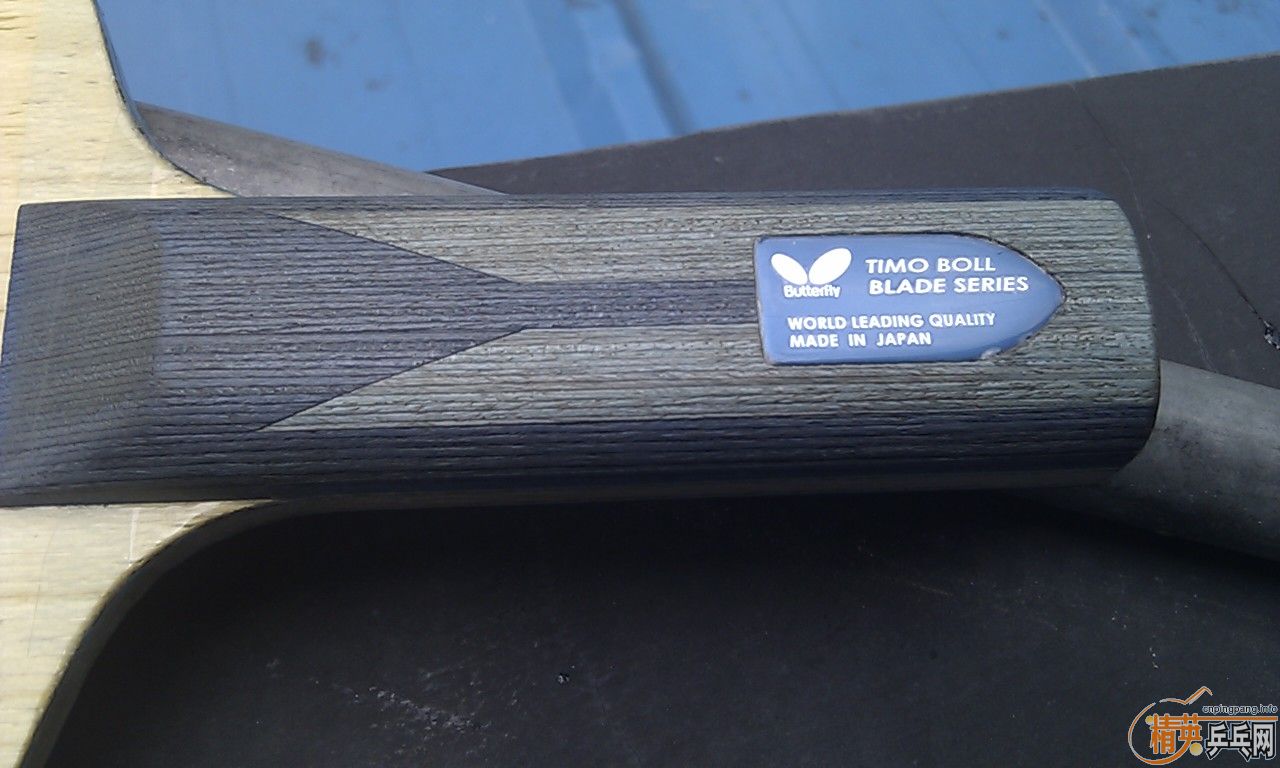 Butterfly
TIMO BOLL
BLADE SERIES
WORLD LEADING QUALITY
MADE IN JAPAN
cnpingpang.info
精英乒乓网